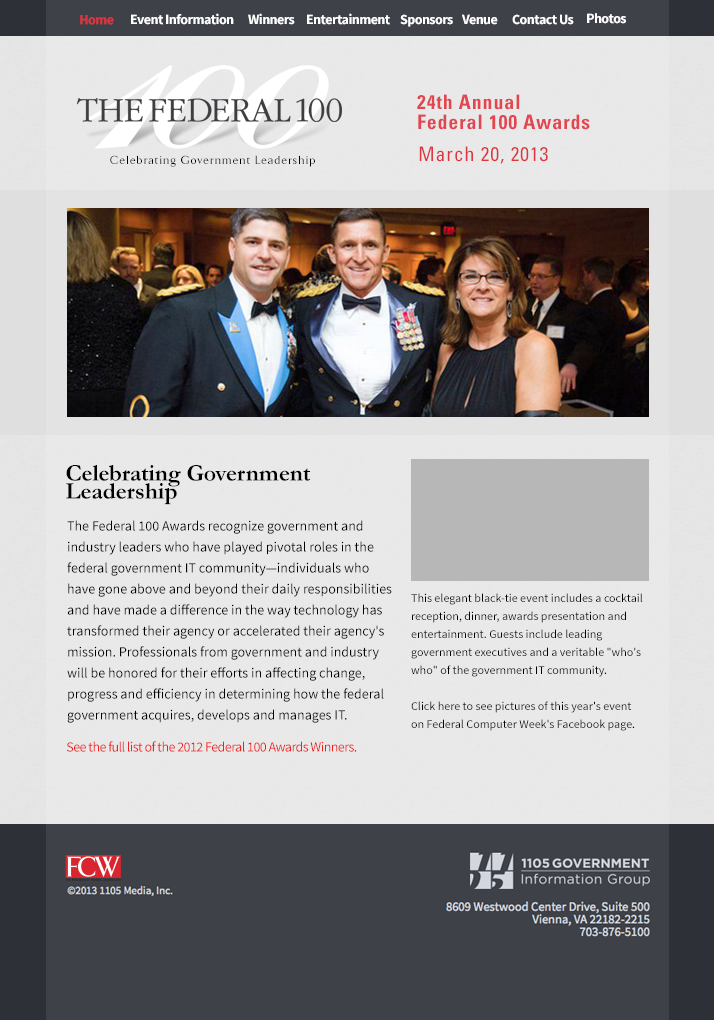 Home Event Information Winners Entertainment Sponsors Venue Contact Us Photos
100
THE FEDERAL 100
Celebrating Government Leadership
24th Annual
Federal 100 Awards
March 20, 2013
Celebrating Government
Leadership
The Federal 100 Awards recognize government and
industry leaders who have played pivotal roles in the
federal government IT community—individuals who
have gone above and beyond their daily responsibilities
and have made a difference in the way technology has
transformed their agency or accelerated their agency's
mission. Professionals from government and industry
will be honored for their efforts in affecting change,
progress and efficiency in determining how the federal
government acquires, develops and manages IT.
See the full list of the 2012 Federal 100 Awards Winners.
This elegant black-tie event includes a cocktail
reception, dinner, awards presentation and
entertainment. Guests include leading
government executives and a veritable "who's
who" of the government IT community.
Click here to see pictures of this year's event
on Federal Computer Week's Facebook page.
FCW
©2013 1105 Media, Inc.
1105 GOVERNMENT
Information Group
8609 Westwood Center Drive, Suite 500
Vienna, VA 22182-2215
703-876-5100